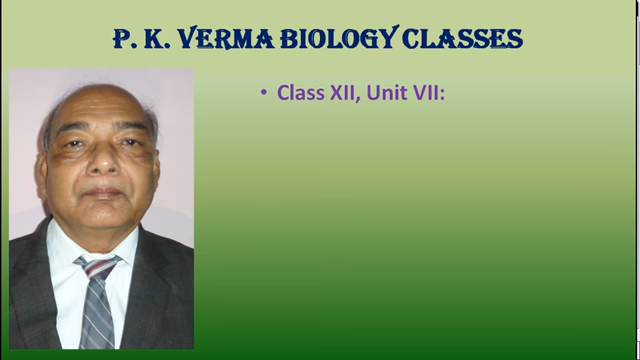 P. K. VERMA BIOLOGY CLASSES
• Class XII, Unit VII: